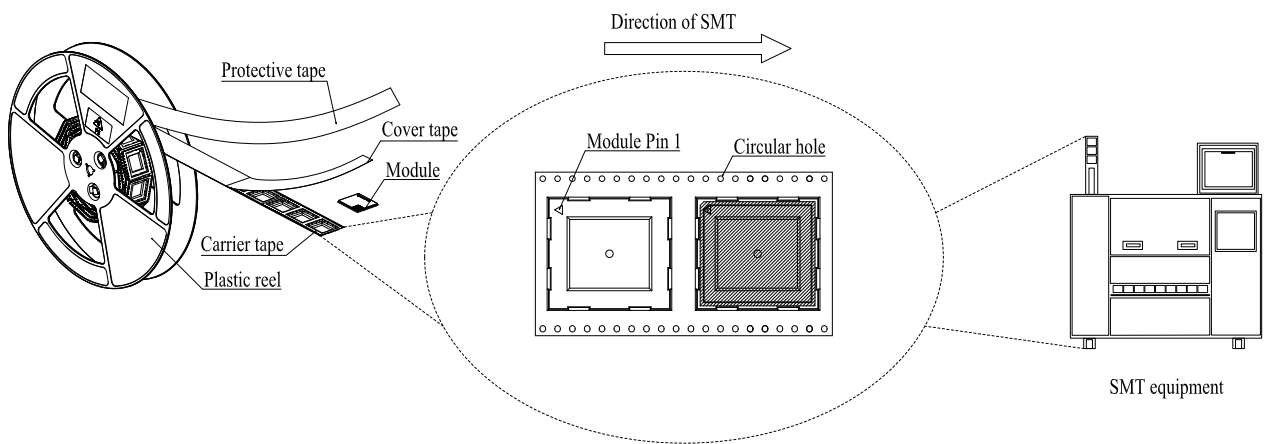 Direction of SMT
Protective tape
Cover tape
Module
Carrier tape
Plastic reel
Module Pin 1
Circular hole
SMT equipment